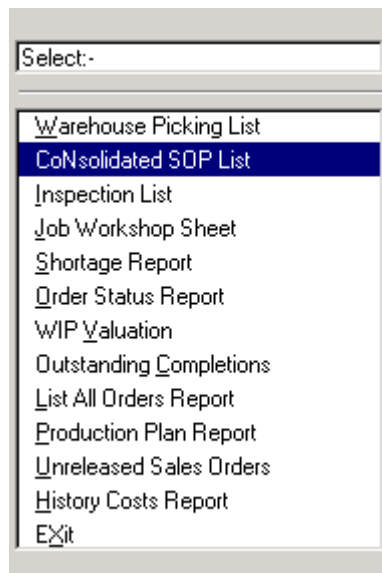 Select:-
Warehouse Picking List
CoNsolidated SOP List
Inspection List
Job Workshop Sheet
Shortage Report
Order Status Report
WIP Valuation
Outstanding Completions
List All Orders Report
Production Plan Report
Unreleased Sales Orders
History Costs Report
EXit